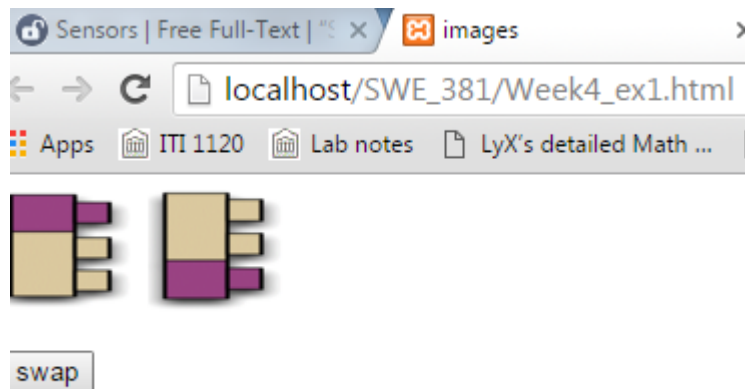 Sensors | Free Full-Text | "S
images
localhost/SWE_381/Week4_ex1.html
Apps ITI 1120 Lab notes LyX's detailed Math ...
swap